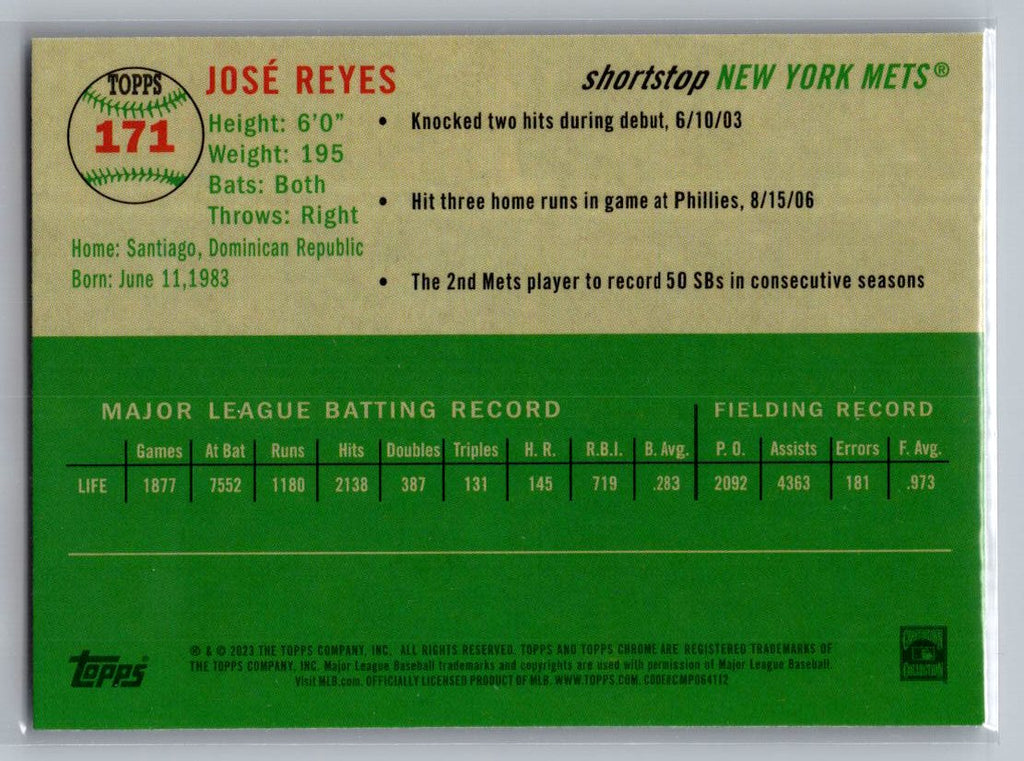 TOPPS
171
JOSÉ REYES
shortstop NEW YORK METS®
Height: 6'0"
Weight: 195
Bats: Both
Throws: Right
Home: Santiago, Dominican Republic
Born: June 11,1983
• Knocked two hits during debut, 6/10/03
• Hit three home runs in game at Phillies, 8/15/06
• The 2nd Mets player to record 50 SBs in consecutive seasons
MAJOR LEAGUE BATTING RECORD FIELDING RECORD
Games At Bat Runs Hits Doubles Triples H. R. R.B.I. B. Avg. P. O. Assists Errors F. Avg.
LIFE 1877 7552 1180 2138 387 131 145 719 .283 2092 4363 181 .973
topps
® & © 2023 THE TOPPS COMPANY, INC. ALL RIGHTS RESERVED. TOPPS AND TOPPS CHROME ARE REGISTERED TRADEMARKS OF
THE TOPPS COMPANY, INC. Major League Baseball trademarks and copyrights are used with permission of Major League Baseball.
Visit MLB.com. OFFICIALLY LICENSED PRODUCT OF MLB. WWW.TOPPS.COM. CODE#CMP064112
COOPERSTOWN
COLLECTION